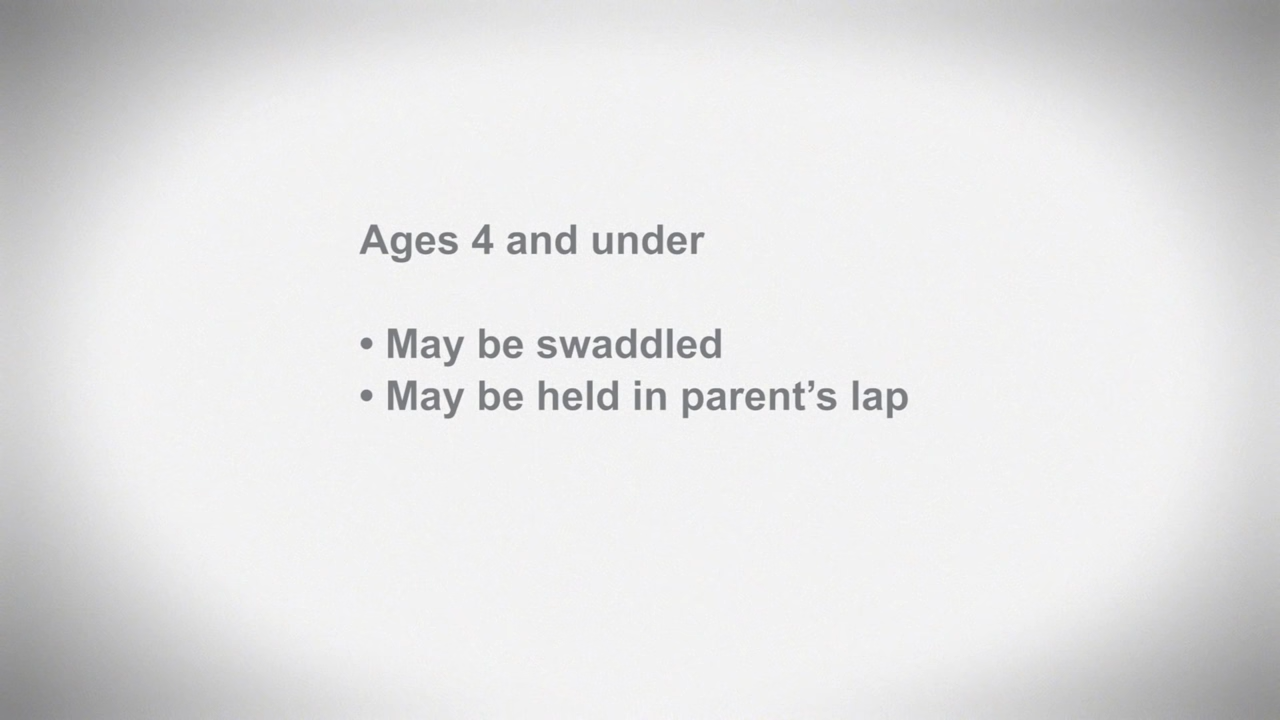 Ages 4 and under
• May be swaddled
• May be held in parent’s lap